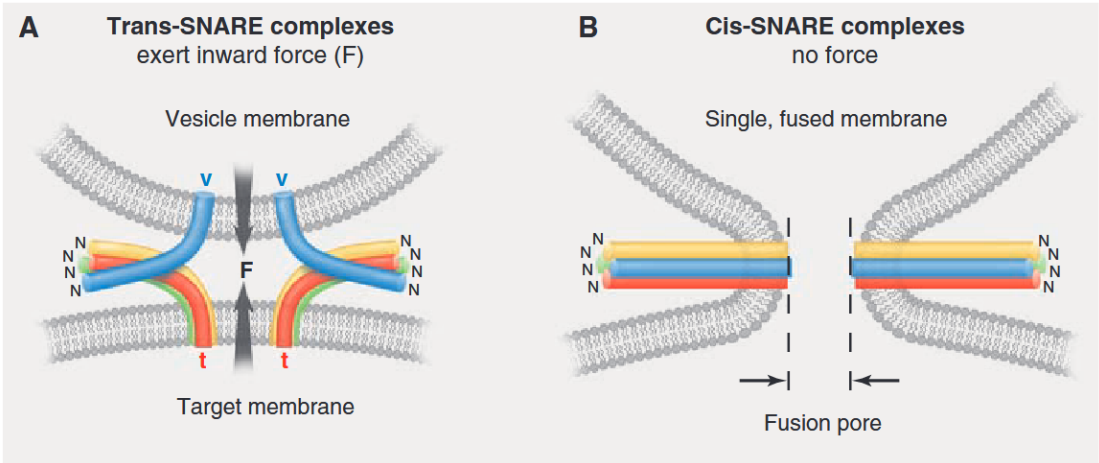 A
Trans-SNARE complexes
exert inward force (F)
Vesicle membrane
v v
N N
N N
N N
N N
F
t t
Target membrane
B
Cis-SNARE complexes
no force
Single, fused membrane
N N
N N
N N
N N
Fusion pore